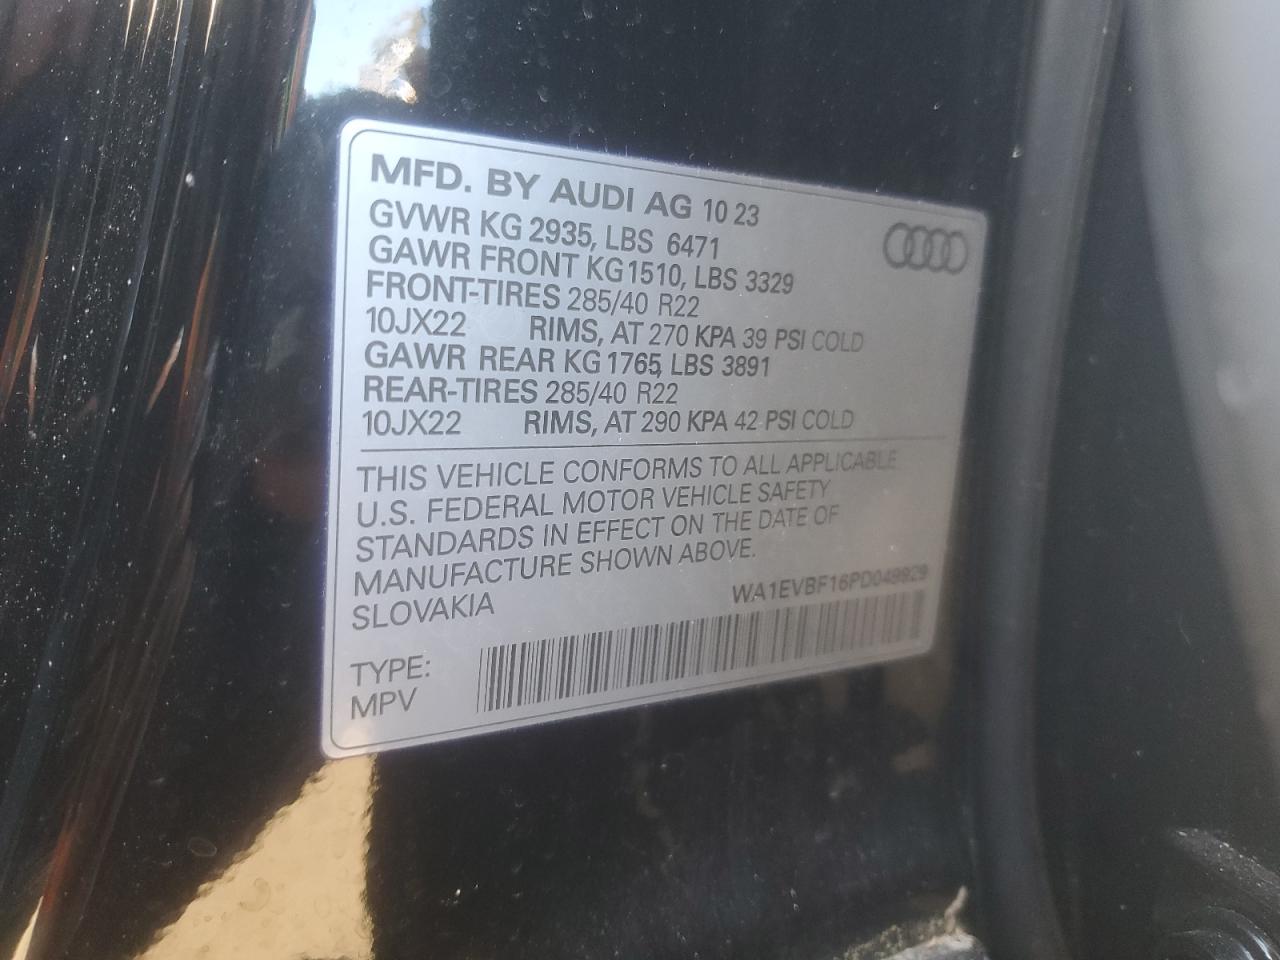 MFD. BY AUDI AG 10 23
GVWR KG 2935, LBS 6471
GAWR FRONT KG 1510, LBS 3329
FRONT-TIRES 285/40 R22
10JX22 RIMS, AT 270 KPA 39 PSI COLD
GAWR REAR KG 1765, LBS 3891
REAR-TIRES 285/40 R22
10JX22 RIMS, AT 290 KPA 42 PSI COLD
THIS VEHICLE CONFORMS TO ALL APPLICABLE
U.S. FEDERAL MOTOR VEHICLE SAFETY
STANDARDS IN EFFECT ON THE DATE OF
MANUFACTURE SHOWN ABOVE.
SLOVAKIA
WA1EVBF16PD049929
TYPE:
MPV